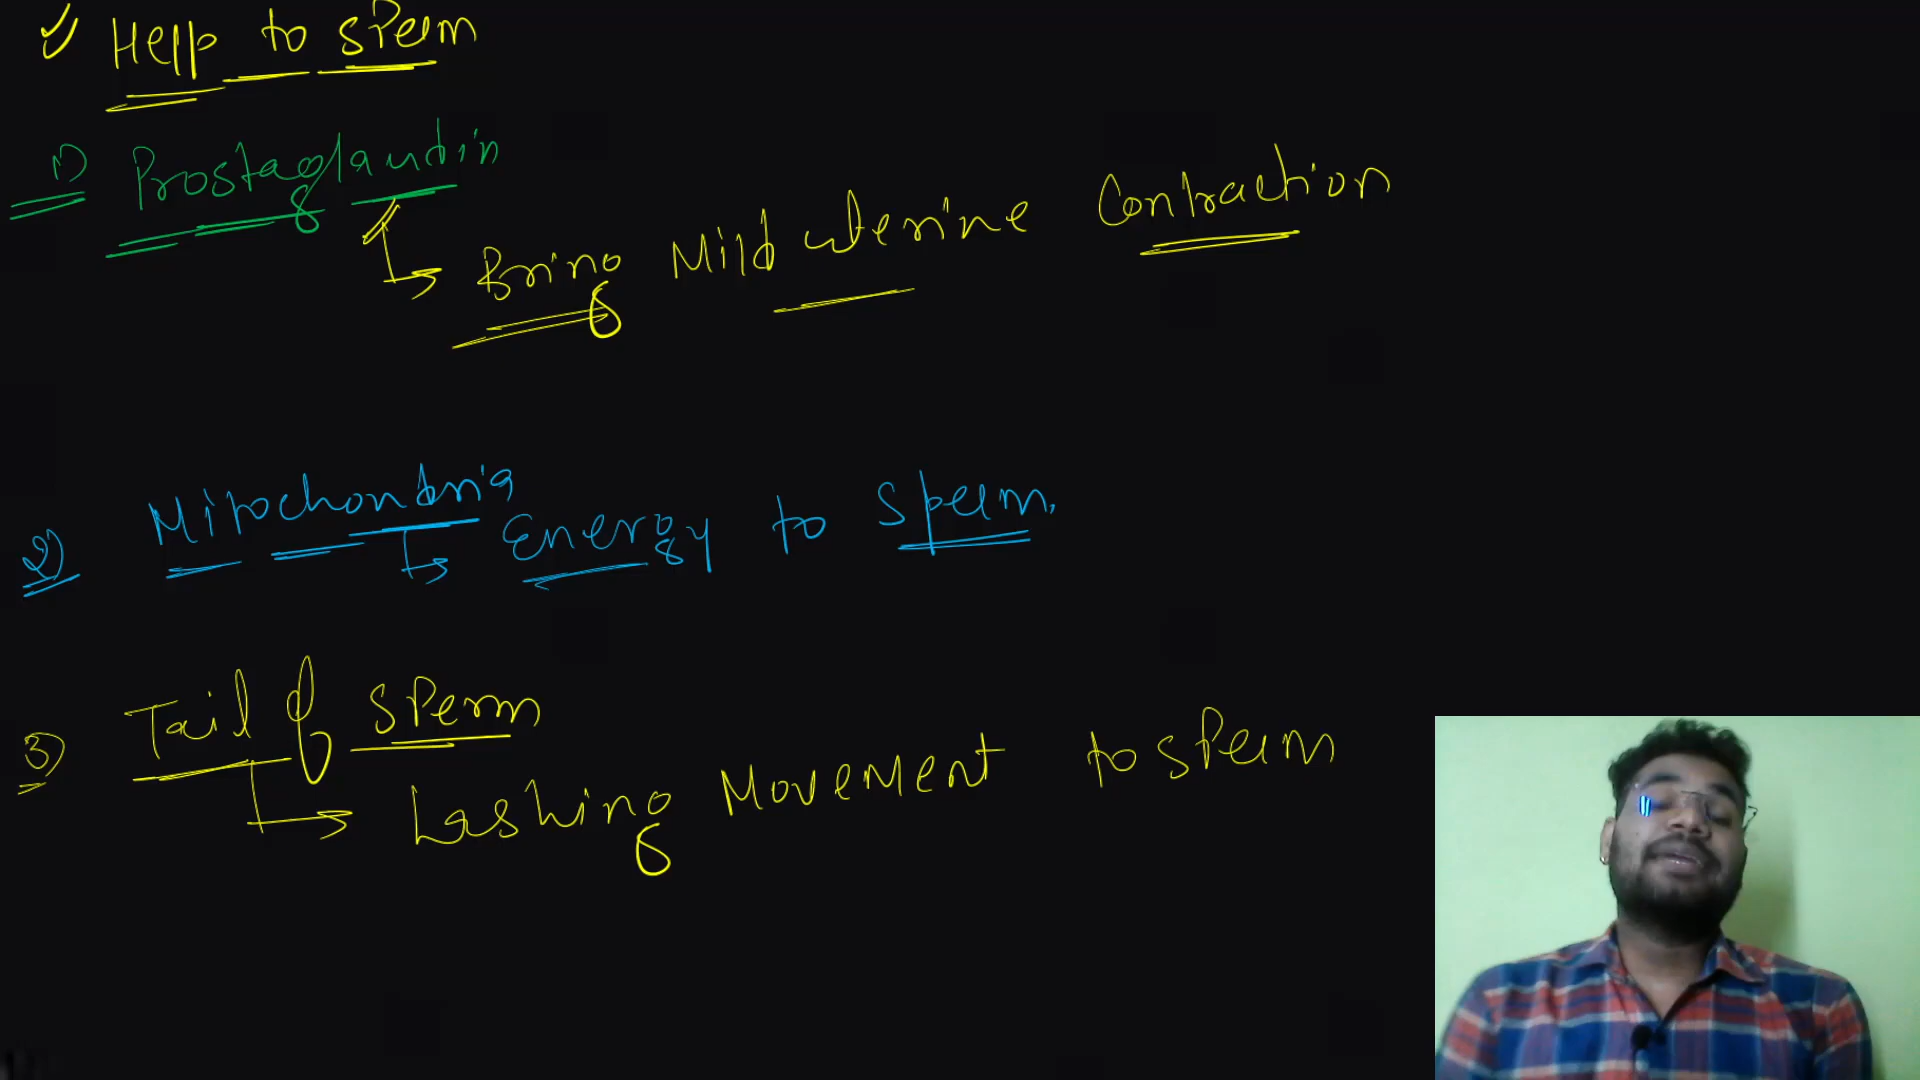 Help to sperm
1) Prostaglandin
Bring Mild uterine Contraction
2) Mitochondria
Energy to Sperm.
3) Tail of sperm
Lashing Movement to sperm